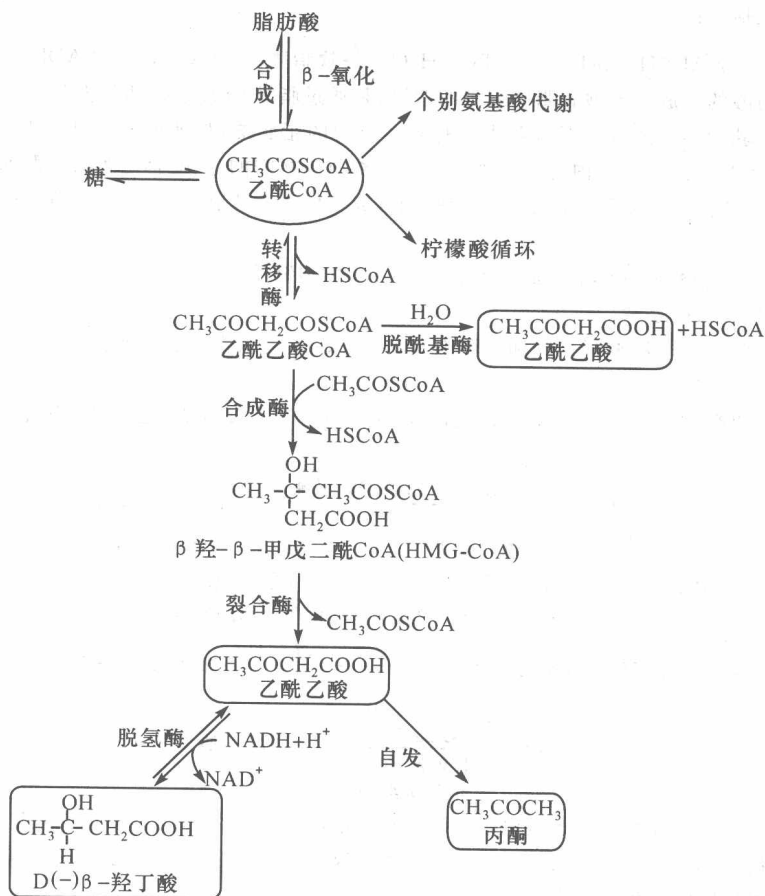 脂肪酸
合成
β-氧化
个别氨基酸代谢
糖
CH₃COSCoA
乙酰CoA
柠檬酸循环
转移酶
HSCoA
CH₃COCH₂COSCoA
乙酰乙酸CoA
H₂O
脱酰基酶
CH₃COCH₂COOH
乙酰乙酸
+HSCoA
CH₃COSCoA
合成酶
HSCoA
OH
CH₃-C-CH₃COSCoA
CH₂COOH
β羟-β-甲戊二酰CoA(HMG-CoA)
裂合酶
CH₃COSCoA
CH₃COCH₂COOH
乙酰乙酸
脱氢酶
NADH+H⁺
NAD⁺
自发
OH
CH₃-C-CH₂COOH
H
D(-)β-羟丁酸
CH₃COCH₃
丙酮